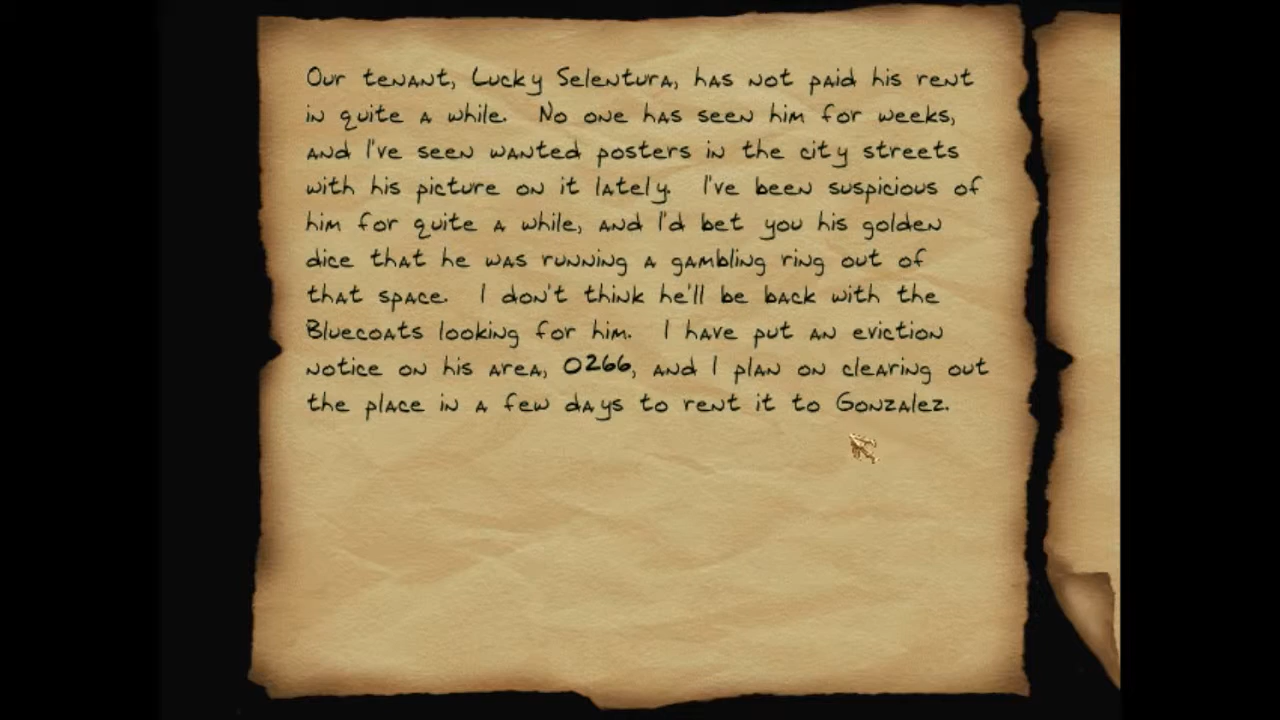 Our tenant, Lucky Selentura, has not paid his rent
in quite a while.  No one has seen him for weeks,
and I've seen wanted posters in the city streets
with his picture on it lately.  I've been suspicious of
him for quite a while, and I'd bet you his golden
dice that he was running a gambling ring out of
that space.  I don't think he'll be back with the
Bluecoats looking for him.  I have put an eviction
notice on his area, 0266, and I plan on clearing out
the place in a few days to rent it to Gonzalez.